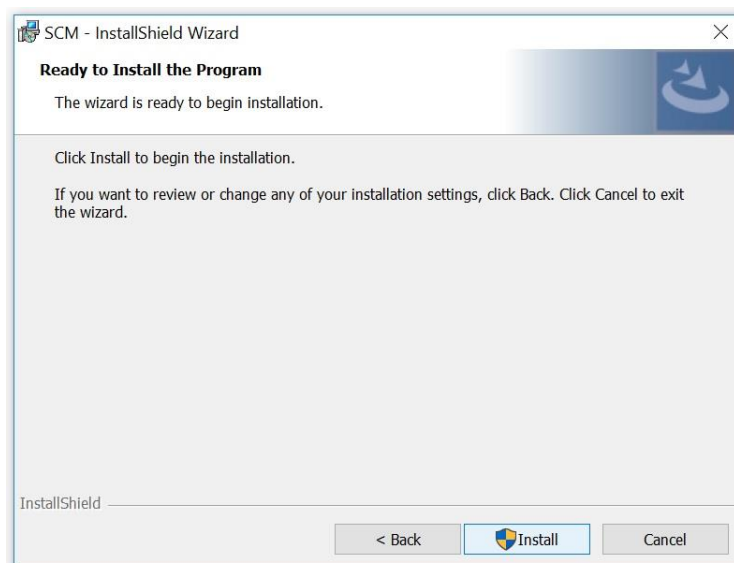 SCM - InstallShield Wizard
Ready to Install the Program
The wizard is ready to begin installation.
Click Install to begin the installation.
If you want to review or change any of your installation settings, click Back. Click Cancel to exit
the wizard.
InstallShield
< Back
Install
Cancel